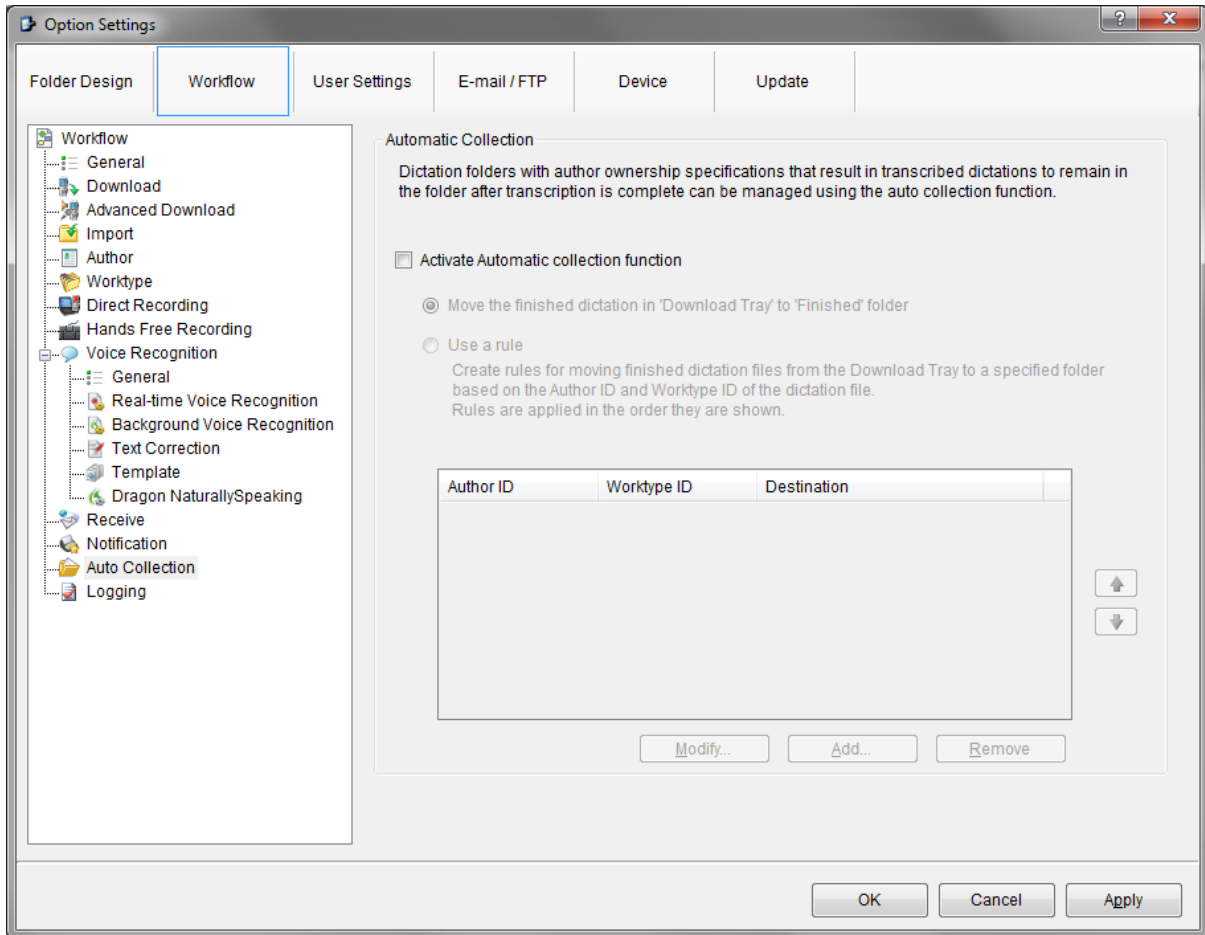 Option Settings
?
Folder Design
Workflow
User Settings
E-mail / FTP
Device
Update
Workflow
General
Download
Advanced Download
Import
Author
Worktype
Direct Recording
Hands Free Recording
Voice Recognition
General
Real-time Voice Recognition
Background Voice Recognition
Text Correction
Template
Dragon NaturallySpeaking
Receive
Notification
Auto Collection
Logging
Automatic Collection
Dictation folders with author ownership specifications that result in transcribed dictations to remain in
the folder after transcription is complete can be managed using the auto collection function.
Activate Automatic collection function
Move the finished dictation in 'Download Tray' to 'Finished' folder
Use a rule
Create rules for moving finished dictation files from the Download Tray to a specified folder
based on the Author ID and Worktype ID of the dictation file.
Rules are applied in the order they are shown.
Author ID
Worktype ID
Destination
Modify...
Add...
Remove
OK
Cancel
Apply